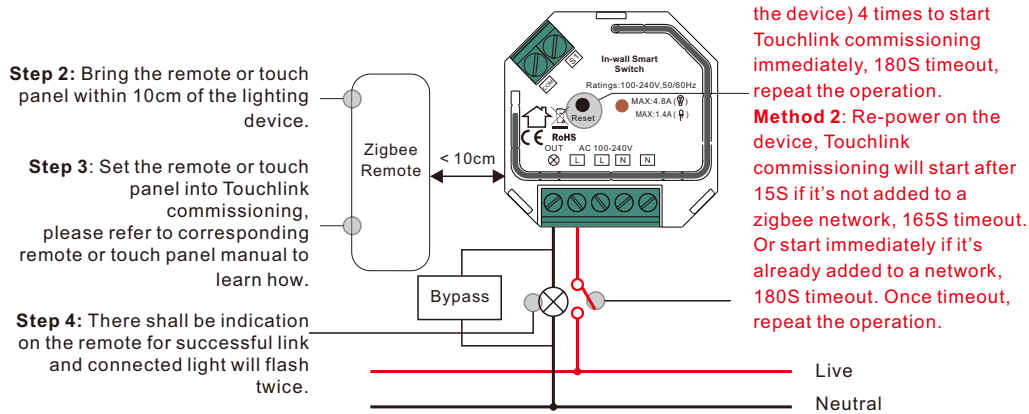 Step 2: Bring the remote or touch
panel within 10cm of the lighting
device.
Step 3: Set the remote or touch
panel into Touchlink
commissioning,
please refer to corresponding
remote or touch panel manual to
learn how.
Step 4: There shall be indication
on the remote for successful link
and connected light will flash
twice.
Zigbee
Remote
< 10cm
Bypass
S1
COM
In-wall Smart
Switch
Ratings:100-240V,50/60Hz
MAX:4.8A ( )
MAX:1.4A ( )
Reset
CE RoHS
OUT AC 100-240V
L L N N
the device) 4 times to start
Touchlink commissioning
immediately, 180S timeout,
repeat the operation.
Method 2: Re-power on the
device, Touchlink
commissioning will start after
15S if it's not added to a
zigbee network, 165S timeout.
Or start immediately if it's
already added to a network,
180S timeout. Once timeout,
repeat the operation.
Live
Neutral